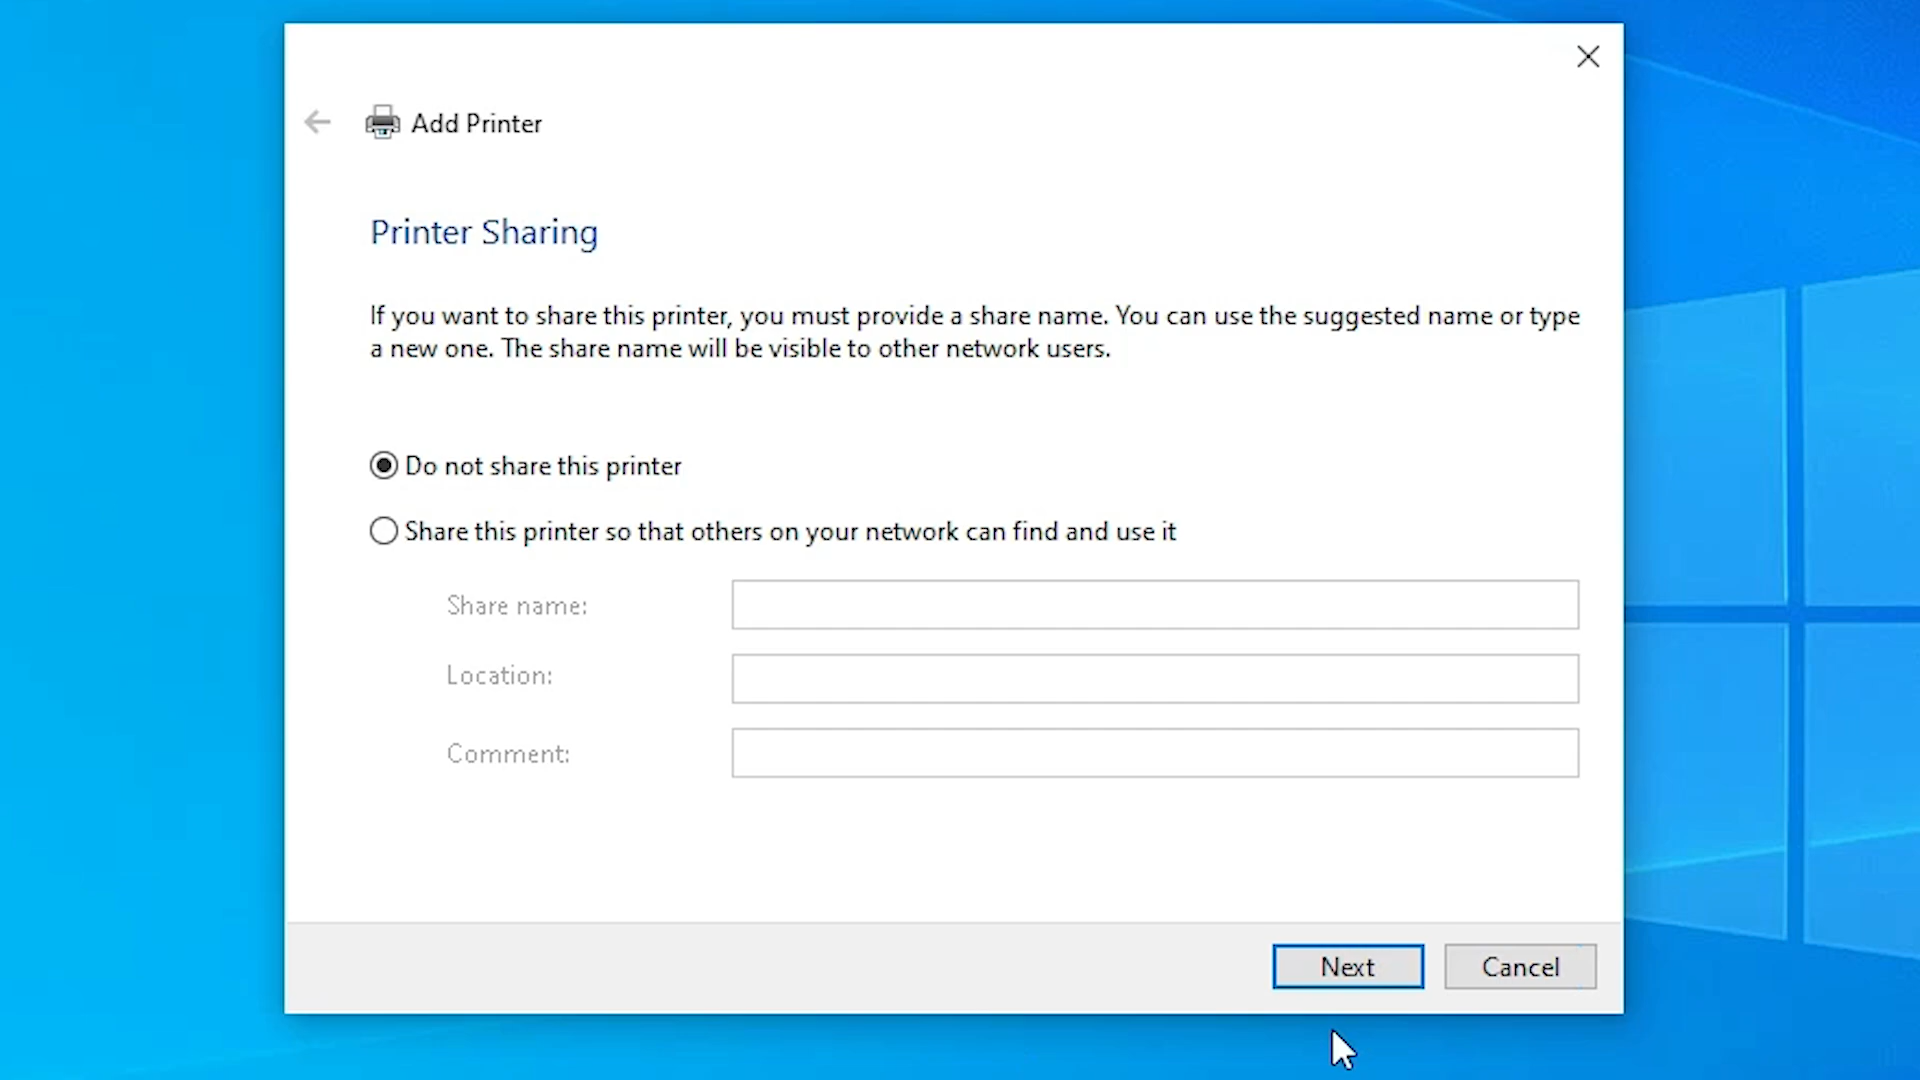 Add Printer
Printer Sharing
If you want to share this printer, you must provide a share name. You can use the suggested name or type
a new one. The share name will be visible to other network users.
Do not share this printer
Share this printer so that others on your network can find and use it
Share name:
Location:
Comment:
Next
Cancel